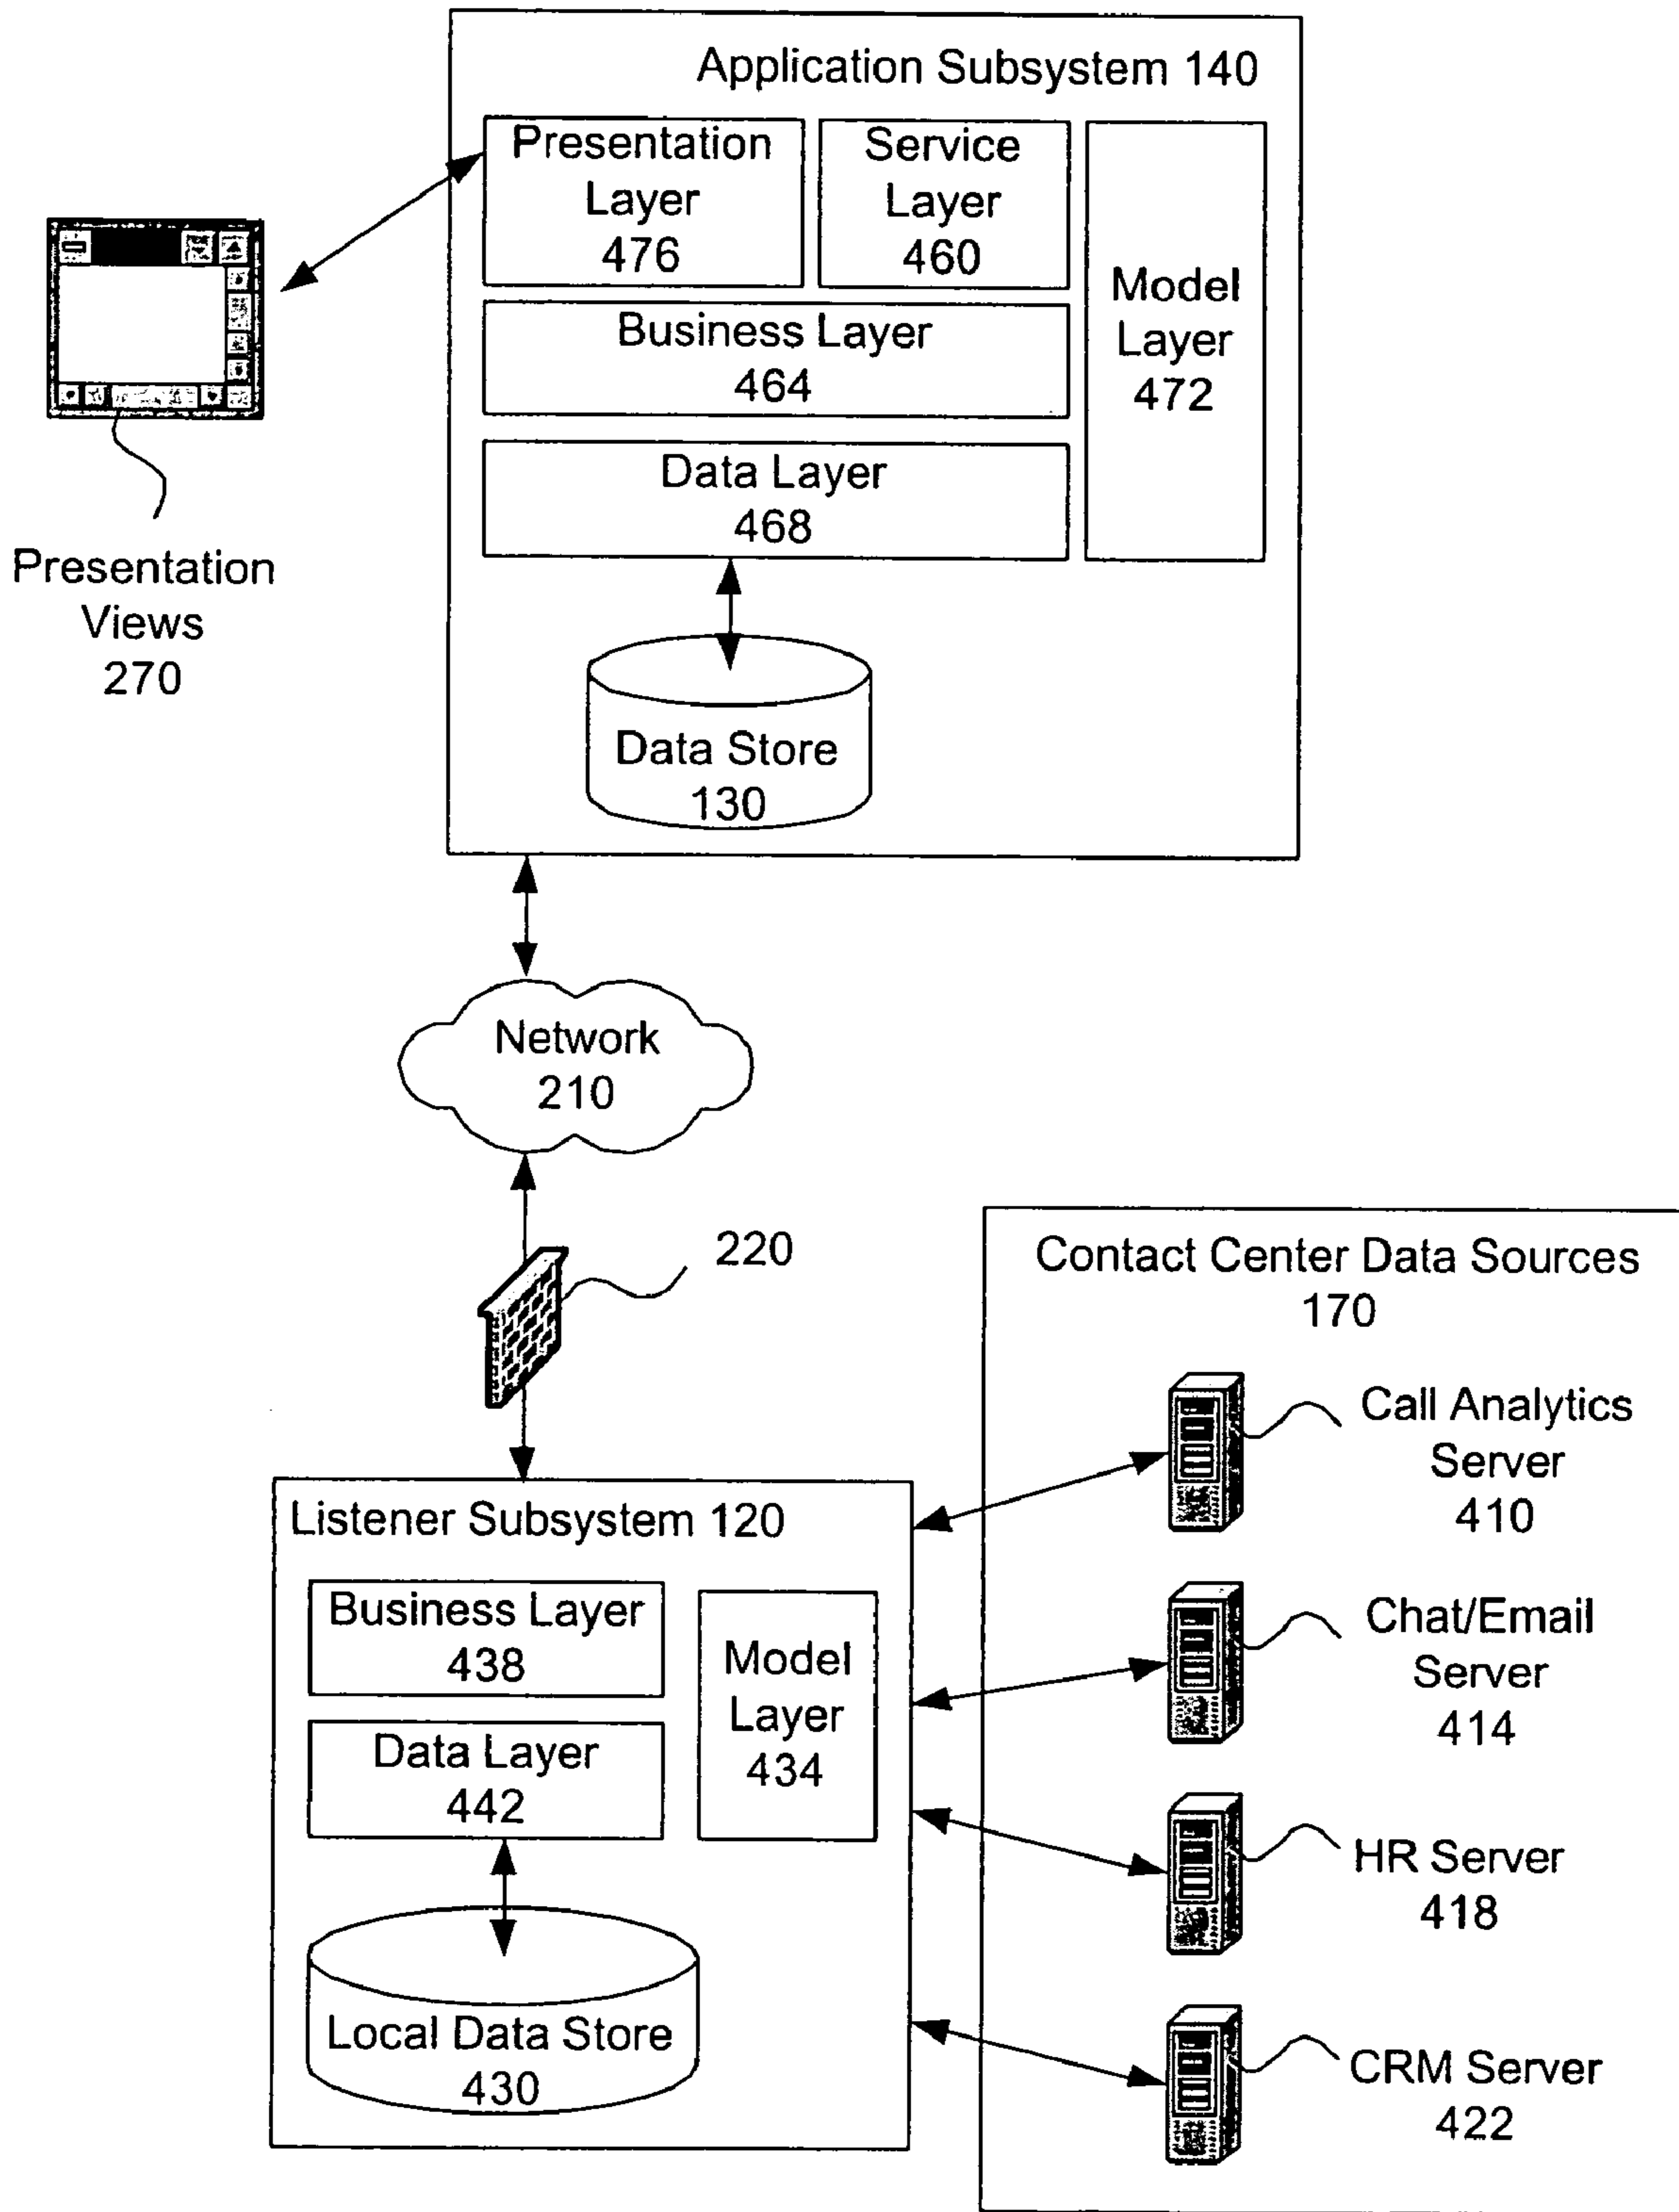 Application Subsystem 140
Presentation
Layer
476
Service
Layer
460
Model
Layer
472
Business Layer
464
Data Layer
468
Data Store
130
Presentation
Views
270
Network
210
220
Contact Center Data Sources
170
Call Analytics
Server
410
Chat/Email
Server
414
HR Server
418
CRM Server
422
Listener Subsystem 120
Business Layer
438
Model
Layer
434
Data Layer
442
Local Data Store
430